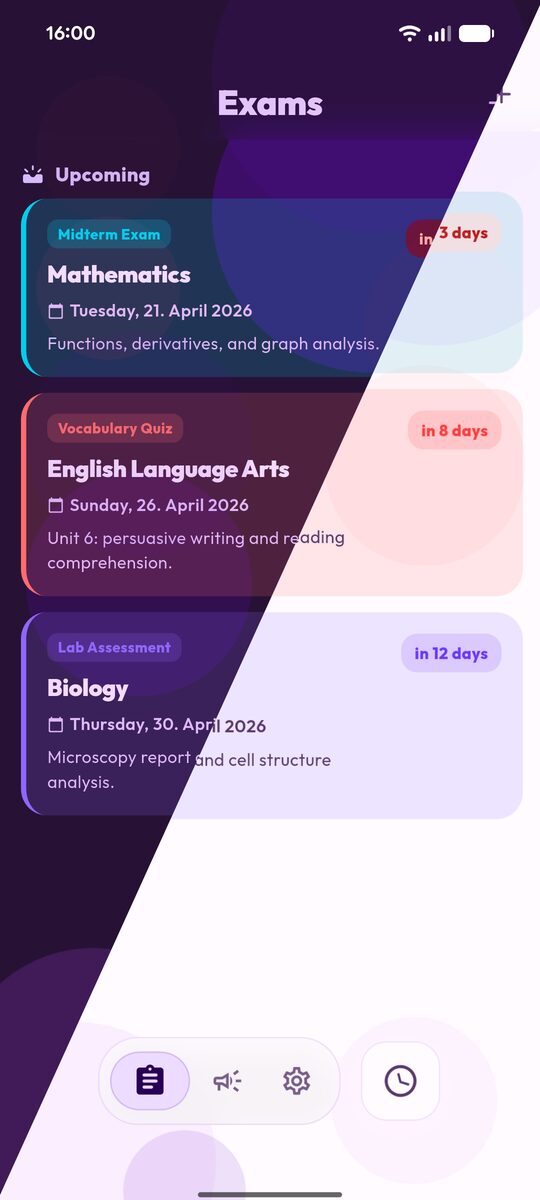 16:00
Exams
Upcoming
Midterm Exam
in 3 days
Mathematics
Tuesday, 21. April 2026
Functions, derivatives, and graph analysis.
Vocabulary Quiz
in 8 days
English Language Arts
Sunday, 26. April 2026
Unit 6: persuasive writing and reading
comprehension.
Lab Assessment
in 12 days
Biology
Thursday, 30. April 2026
Microscopy report and cell structure
analysis.